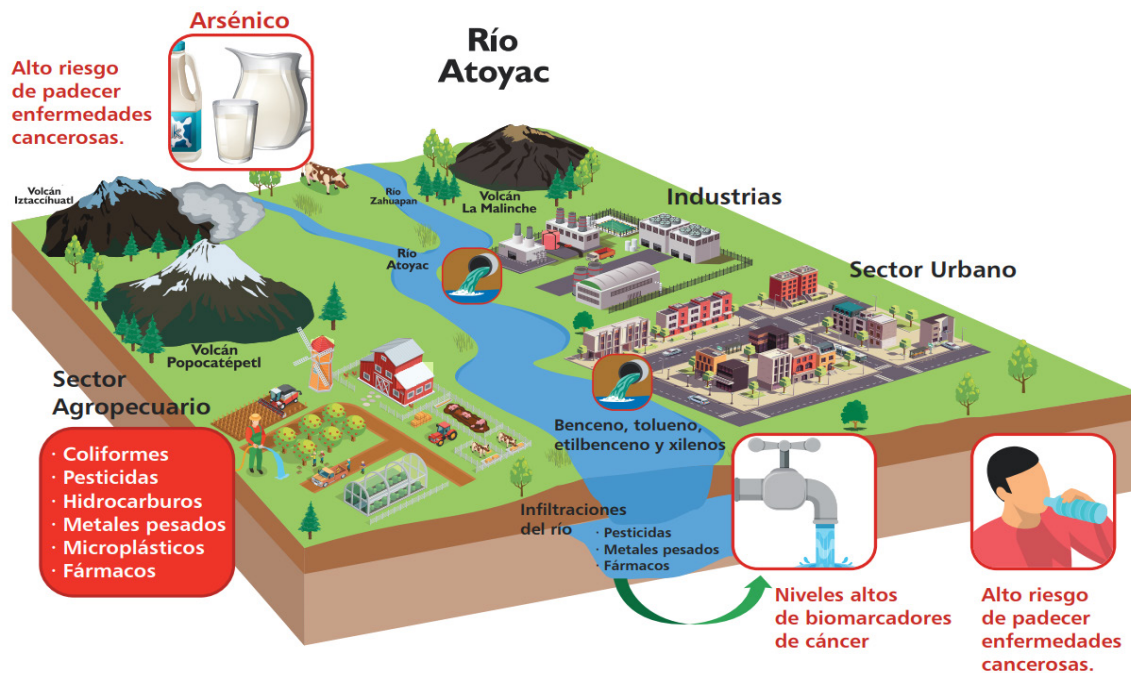 Arsénico
Alto riesgo
de padecer
enfermedades
cancerosas.
Río
Atoyac
Volcán
Iztaccíhuatl
Río
Zahuapan
Volcán
La Malinche
Industrias
Río
Atoyac
Sector Urbano
Volcán
Popocatépetl
Sector
Agropecuario
· Coliformes
· Pesticidas
· Hidrocarburos
· Metales pesados
· Microplásticos
· Fármacos
Benceno, tolueno,
etilbenceno y xilenos
Infiltraciones
del río
· Pesticidas
· Metales pesados
· Fármacos
Niveles altos
de biomarcadores
de cáncer
Alto riesgo
de padecer
enfermedades
cancerosas.